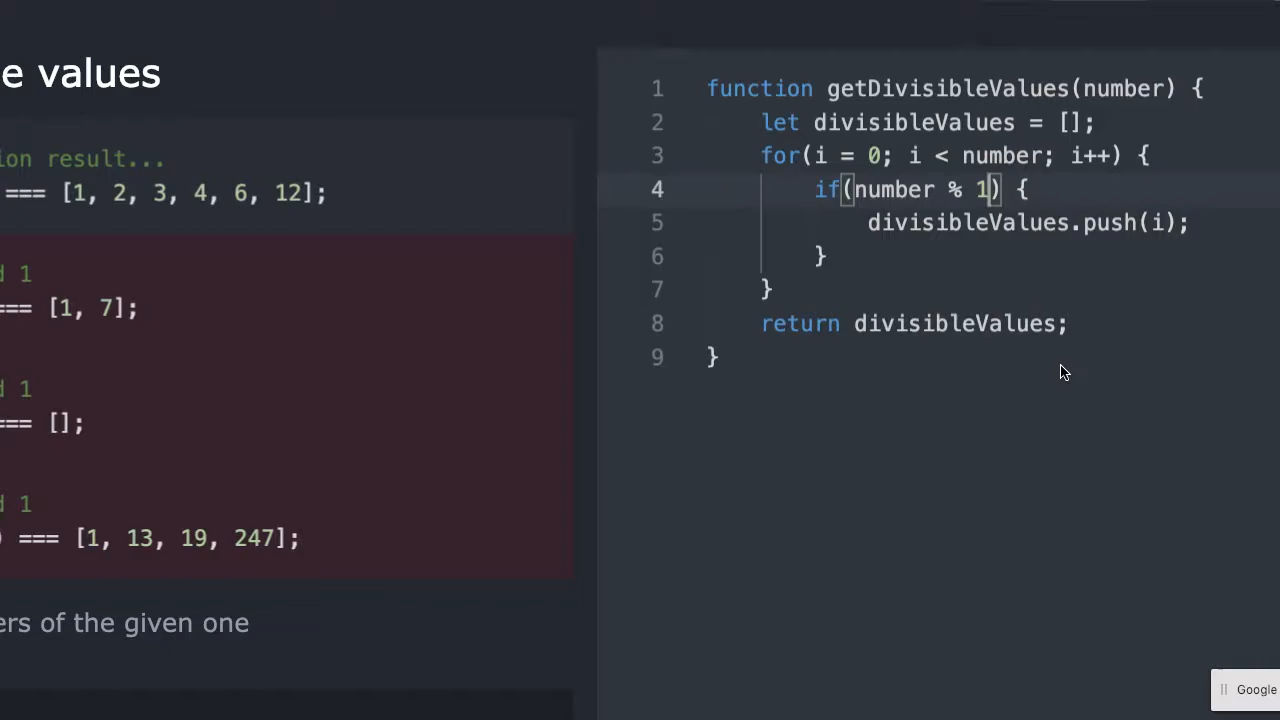 e values
ion result...
=== [1, 2, 3, 4, 6, 12];
d 1
=== [1, 7];
d 1
=== [];
d 1
) === [1, 13, 19, 247];
ers of the given one
1 function getDivisibleValues(number) {
2 let divisibleValues = [];
3 for(i = 0; i < number; i++) {
4 if(number % 1) {
5 divisibleValues.push(i);
6 }
7 }
8 return divisibleValues;
9 }
Google